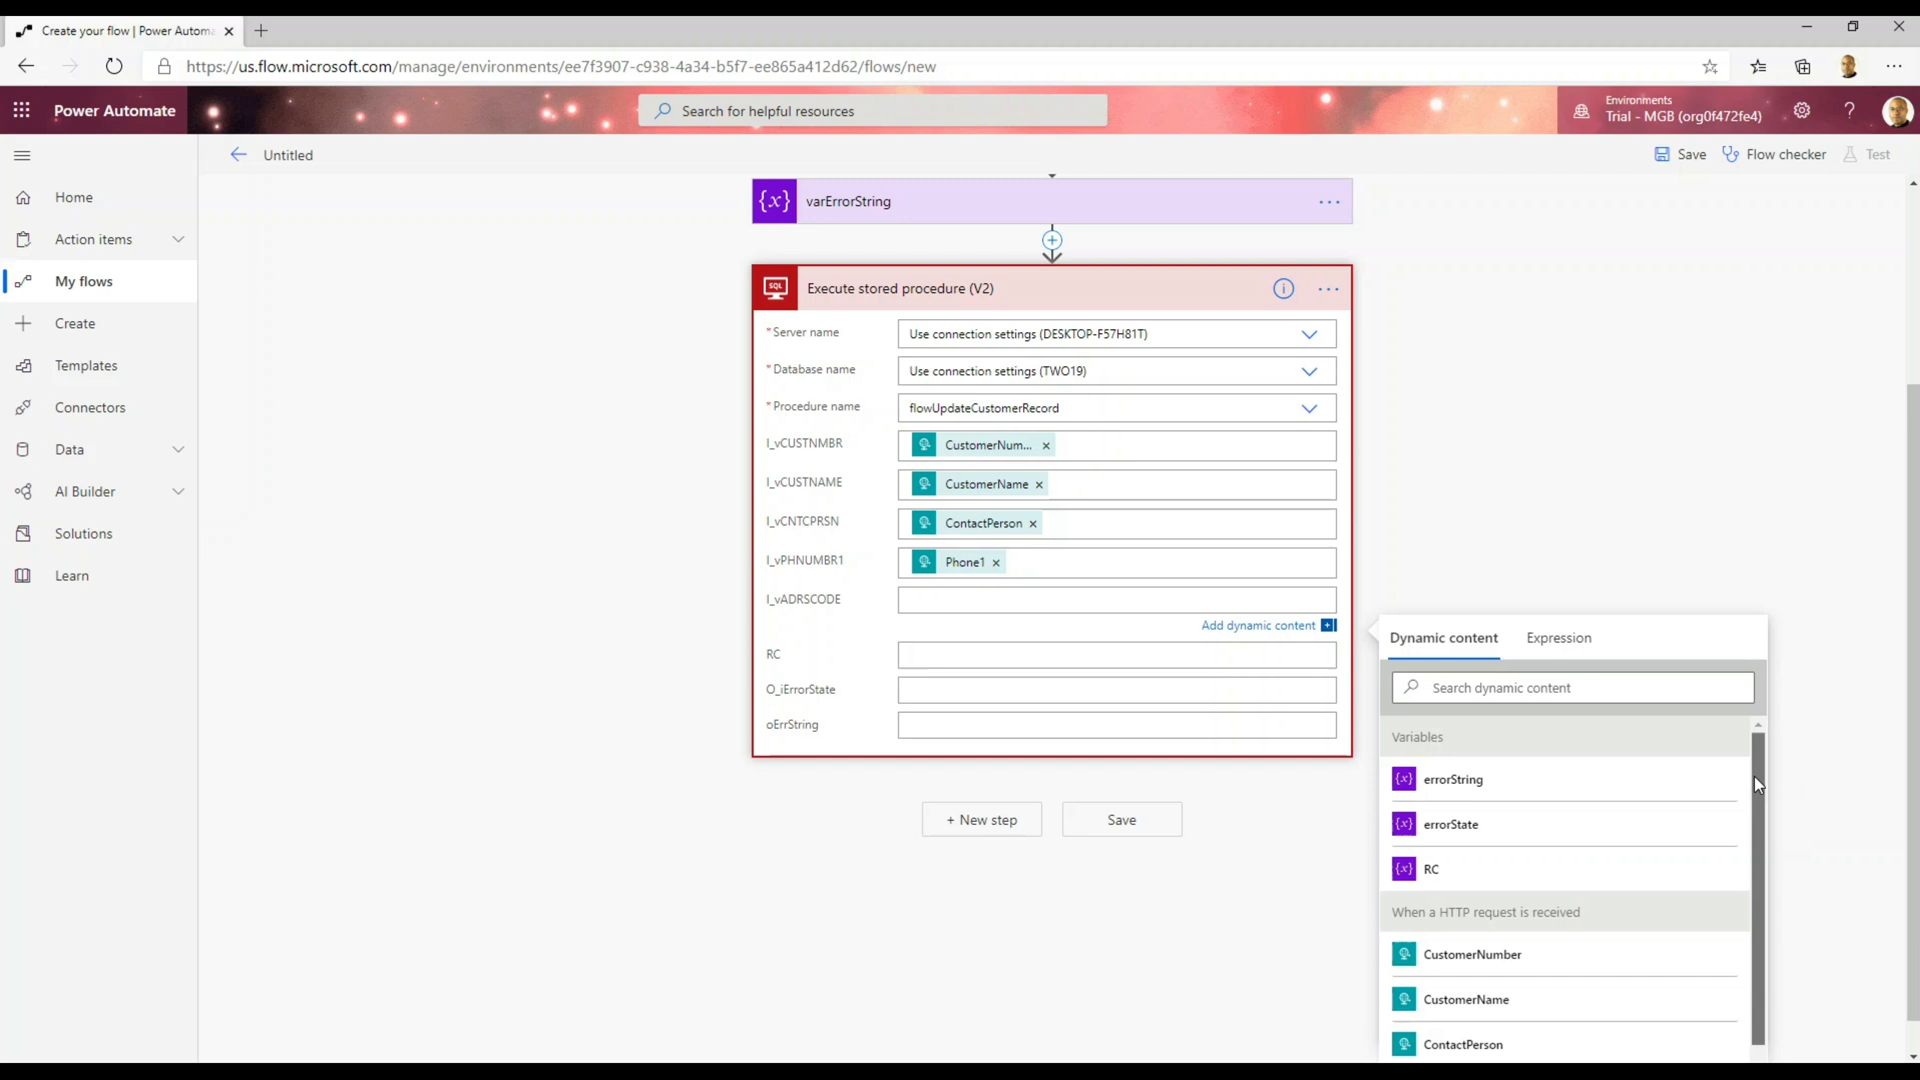 Create your flow | PowerAutom
https://us.flow.microsoft.com/manage/environments/ee7f3907-c938-4a34-b5f7-ee865a412d62/flows/new
Power Automate
Search for helpful resources
Environments
Trial - MGB (org0f472fe4)
?
Untitled
Save
Flow checker
Test
Home
Action items
My flows
Create
Templates
Connectors
Data
AI Builder
Solutions
Learn
{x} varErrorString
SQL Execute stored procedure (V2)
* Server name
Use connection settings (DESKTOP-F57H81T)
* Database name
Use connection settings (TWO19)
* Procedure name
flowUpdateCustomerRecord
I_vCUSTNMBR
CustomerNum... ×
I_vCUSTNAME
CustomerName ×
I_vCNTCPRSN
ContactPerson ×
I_vPHNUMBR1
Phone1 ×
I_vADRSCODE
Add dynamic content
RC
O_iErrorState
oErrString
+ New step
Save
Dynamic content
Expression
Search dynamic content
Variables
{x} errorString
{x} errorState
{x} RC
When a HTTP request is received
CustomerNumber
CustomerName
ContactPerson